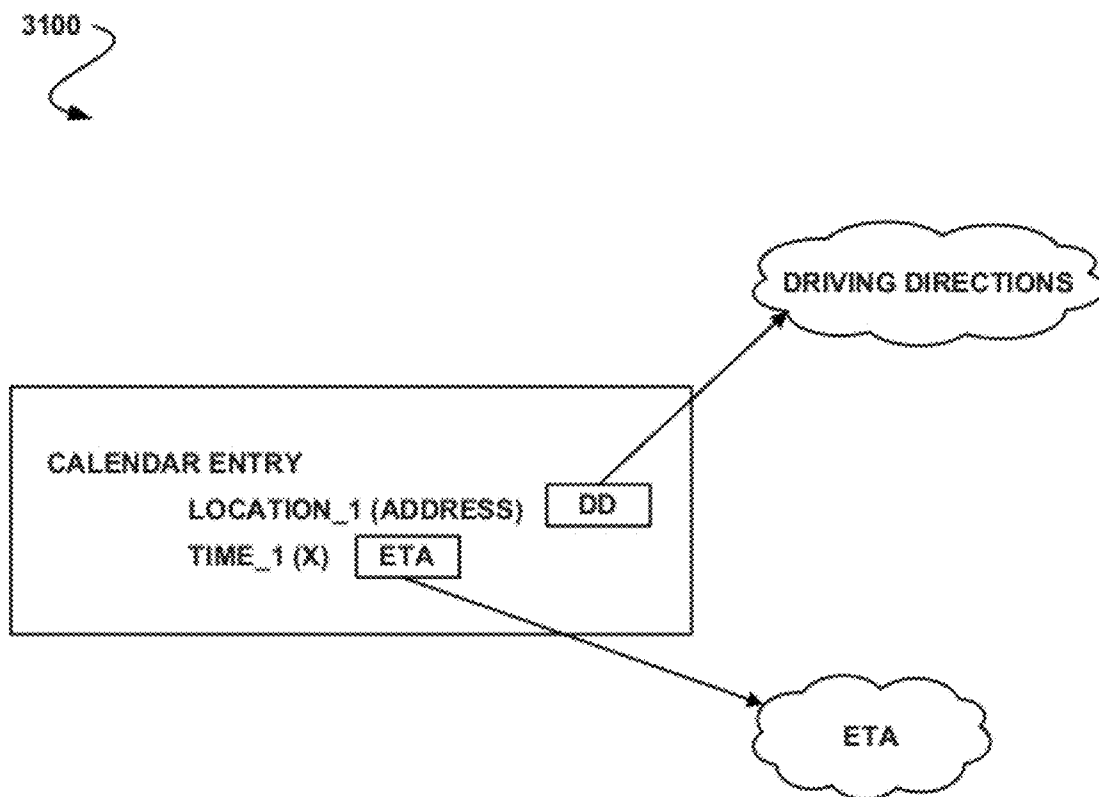 3100
DRIVING DIRECTIONS
CALENDAR ENTRY
LOCATION_1 (ADDRESS) DD
TIME_1 (X) ETA
ETA